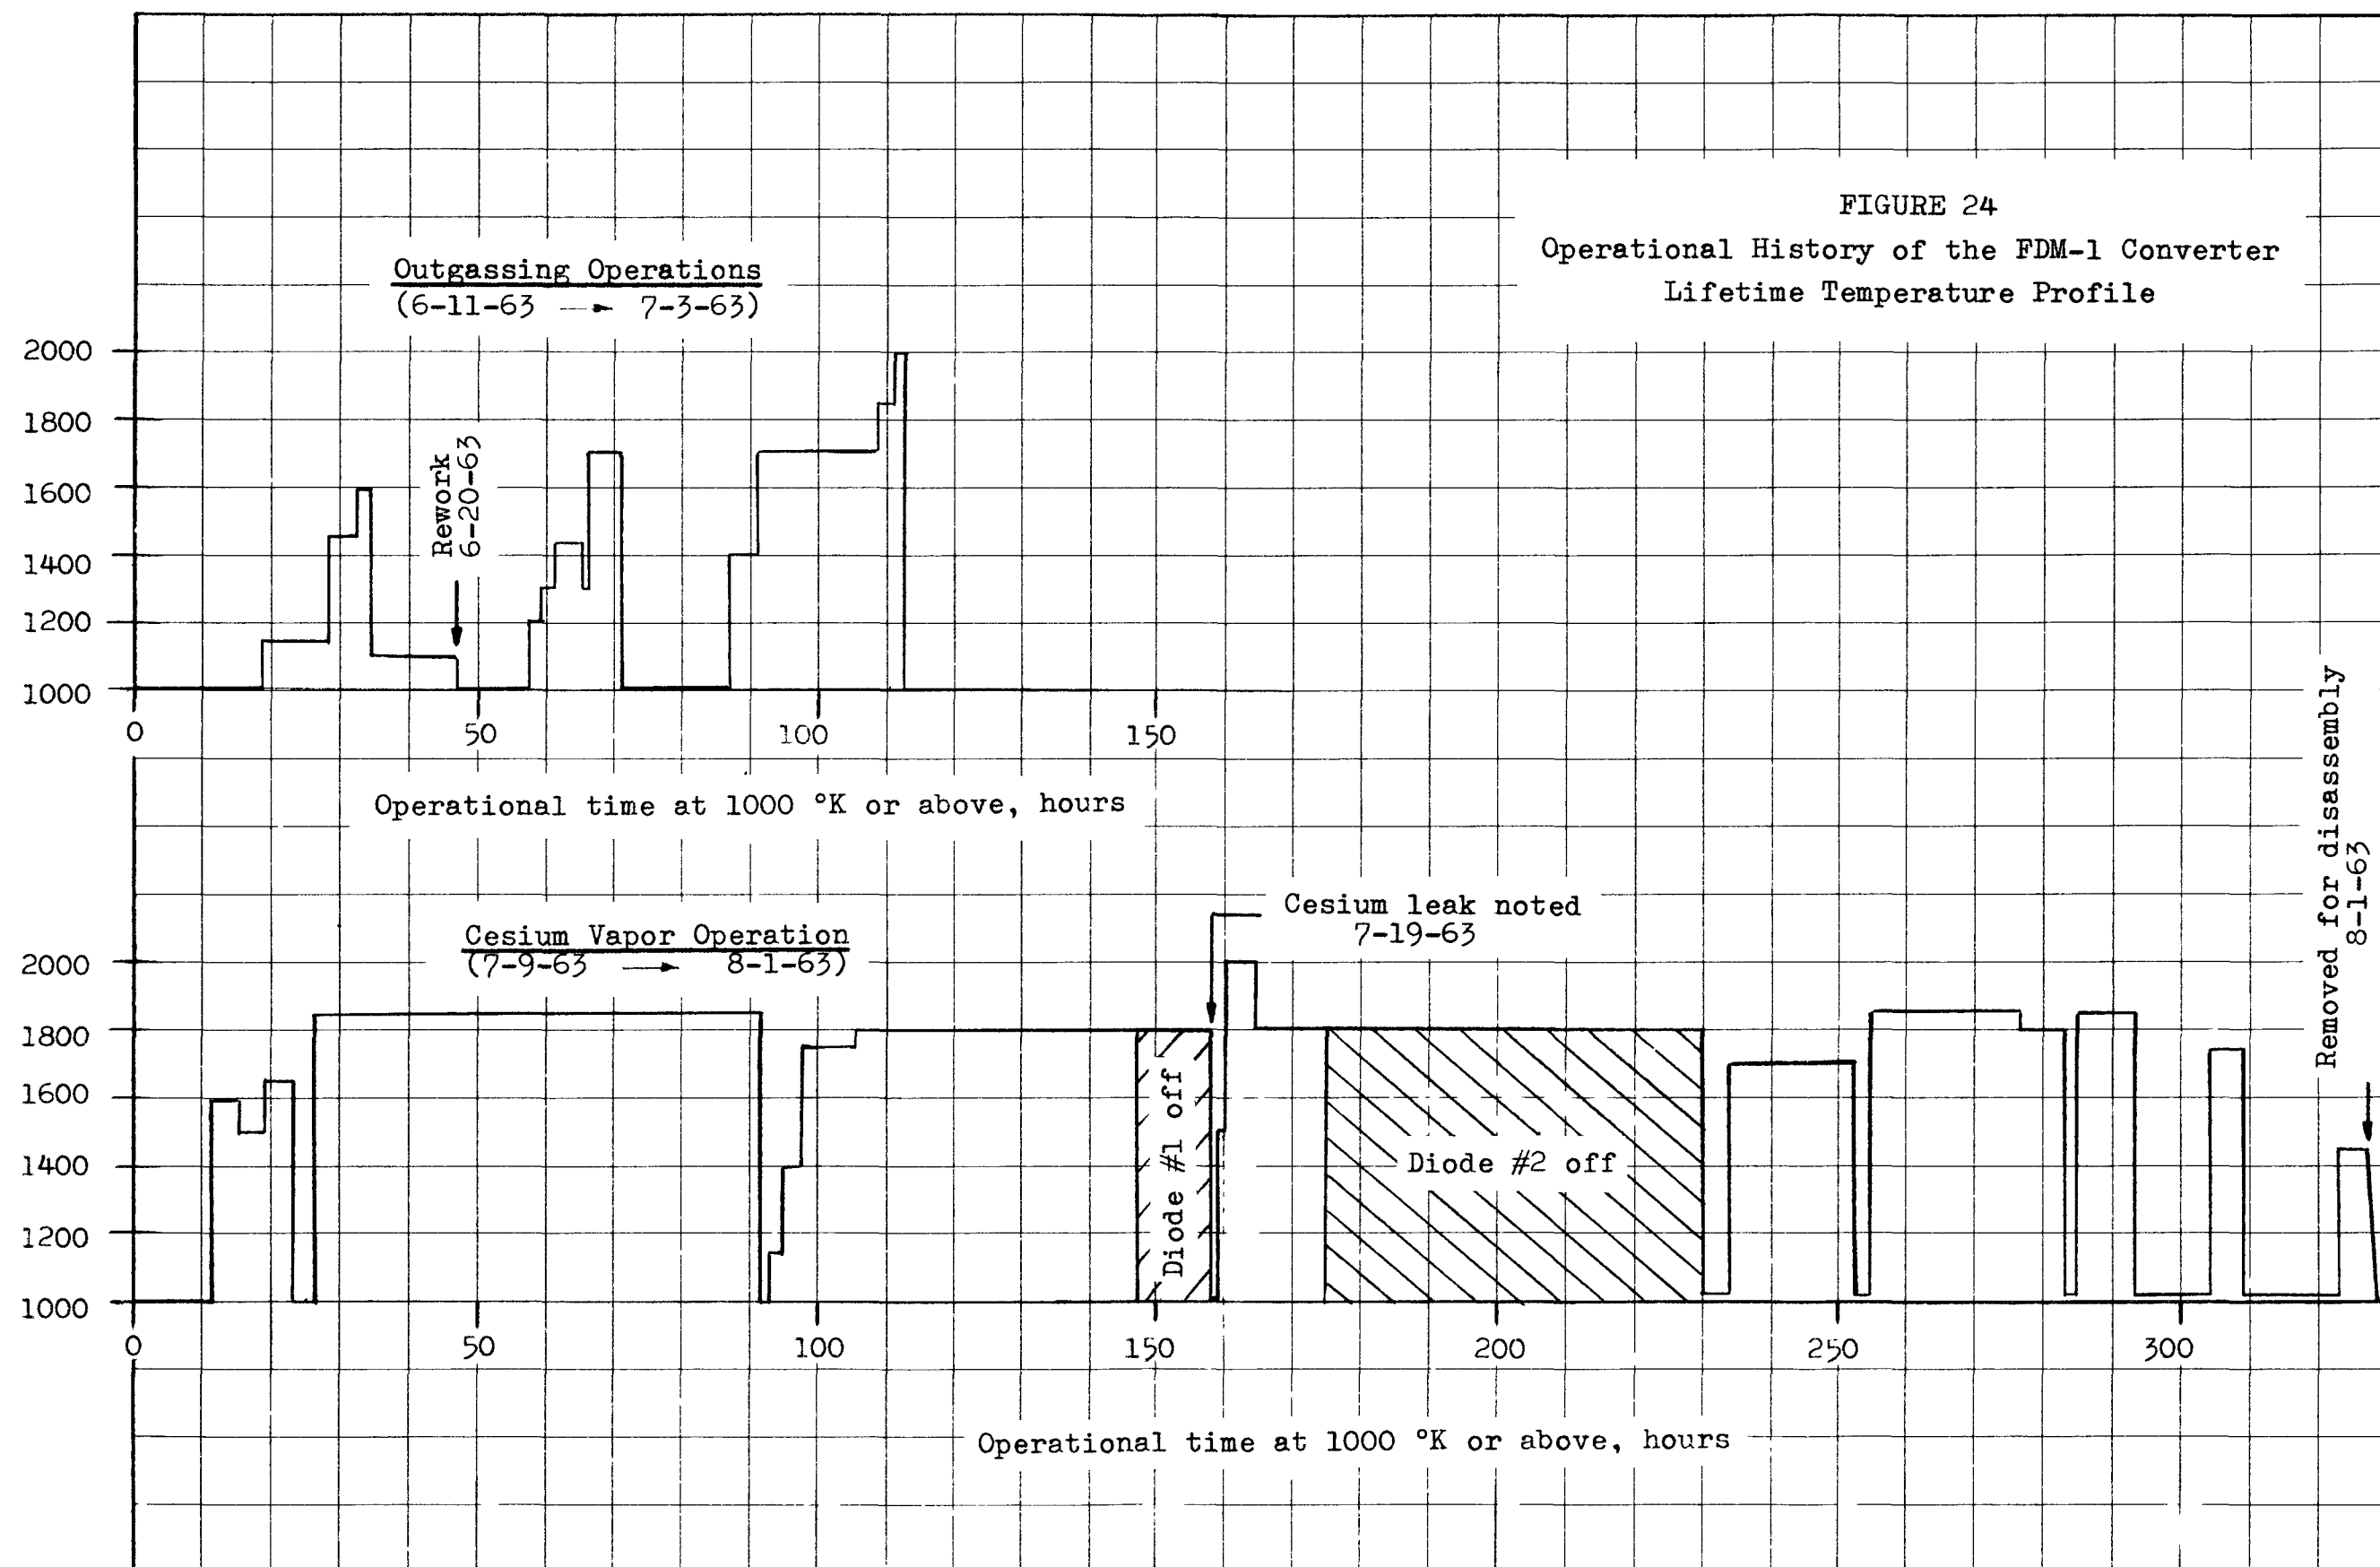 FIGURE 24
Operational History of the FDM-1 Converter
Lifetime Temperature Profile
Outgassing Operations
(6-11-63 → 7-3-63)
2000
1800
1600
1400
1200
1000
Rework
6-20-63
0 50 100 150
Operational time at 1000 °K or above, hours
Removed for disassembly
8-1-63
Cesium leak noted
7-19-63
Cesium Vapor Operation
(7-9-63 → 8-1-63)
2000
1800
1600
1400
1200
1000
Diode #1 off
Diode #2 off
0 50 100 150 200 250 300
Operational time at 1000 °K or above, hours